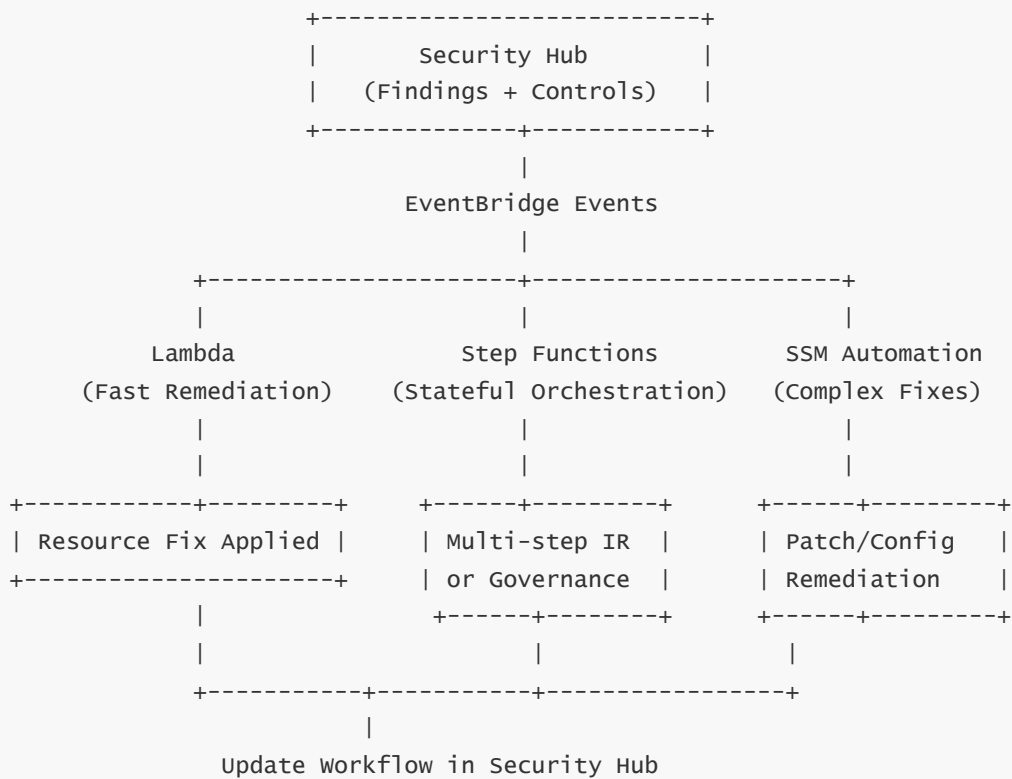 Security Hub
(Findings + Controls)
EventBridge Events
Lambda Step Functions SSM Automation
(Fast Remediation) (Stateful Orchestration) (Complex Fixes)
| Resource Fix Applied | | Multi-step IR | | Patch/Config |
| or Governance | | Remediation |
Update Workflow in Security Hub